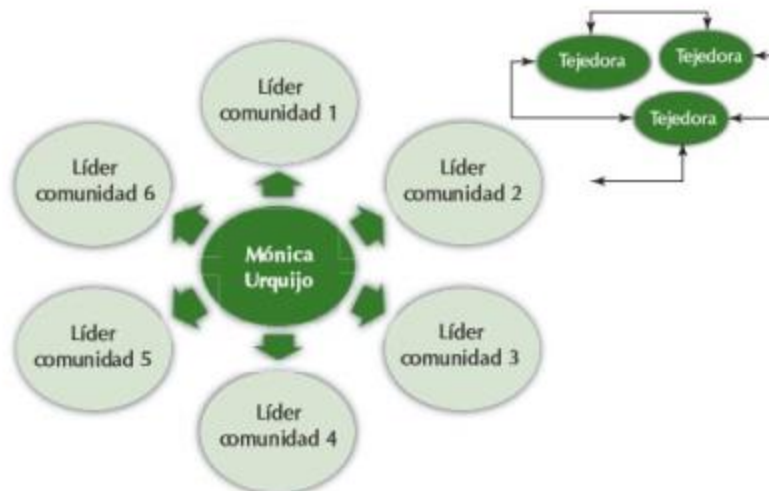 Tejedora
Tejedora
Tejedora
Líder
comunidad 1
Líder
comunidad 6
Líder
comunidad 2
Mónica
Urquijo
Líder
comunidad 5
Líder
comunidad 3
Líder
comunidad 4